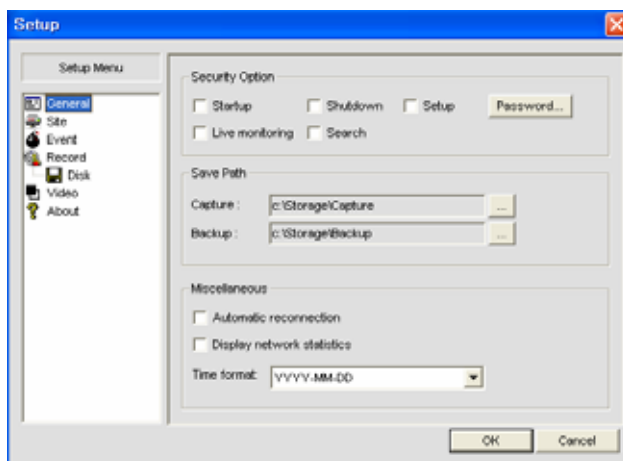 Setup
Setup Menu
General
Site
Event
Record
Disk
Video
About
Security Option
Startup Shutdown Setup Password...
Live monitoring Search
Save Path
Capture : c:\Storage\Capture ...
Backup : c:\Storage\Backup ...
Miscellaneous
Automatic reconnection
Display network statistics
Time format: YYYY-MM-DD
OK Cancel